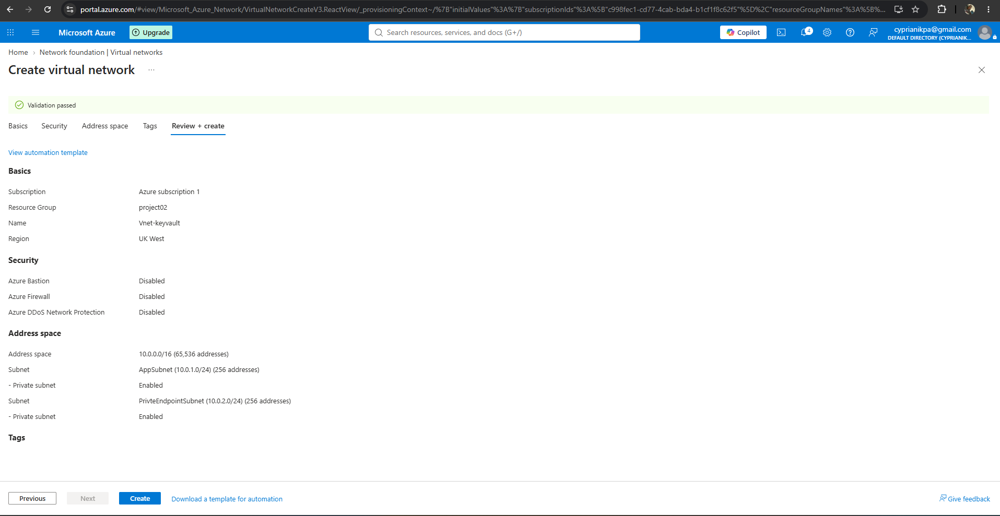 portal.azure.com/#view/Microsoft_Azure_Network/VirtualNetworkCreateV3.ReactView/_provisioningContext~/%7B"initialValues"%3A%7B"subscriptionIds"%3A%5B"c998fec1-cd77-4cab-bda4-b1cf1f8c62f5"%5D%2C"resourceGroupNames"%3A%5B%...
Microsoft Azure
Upgrade
Search resources, services, and docs (G+/)
Copilot
4
cyprianikpa@gmail.com
DEFAULT DIRECTORY (CYPRIANIK...
Home > Network foundation | Virtual networks
Create virtual network ...
Validation passed
Basics Security Address space Tags Review + create
View automation template
Basics
Subscription Azure subscription 1
Resource Group project02
Name Vnet-keyvault
Region UK West
Security
Azure Bastion Disabled
Azure Firewall Disabled
Azure DDoS Network Protection Disabled
Address space
Address space 10.0.0.0/16 (65,536 addresses)
Subnet AppSubnet (10.0.1.0/24) (256 addresses)
- Private subnet Enabled
Subnet PrivteEndpointSubnet (10.0.2.0/24) (256 addresses)
- Private subnet Enabled
Tags
Previous Next Create Download a template for automation Give feedback